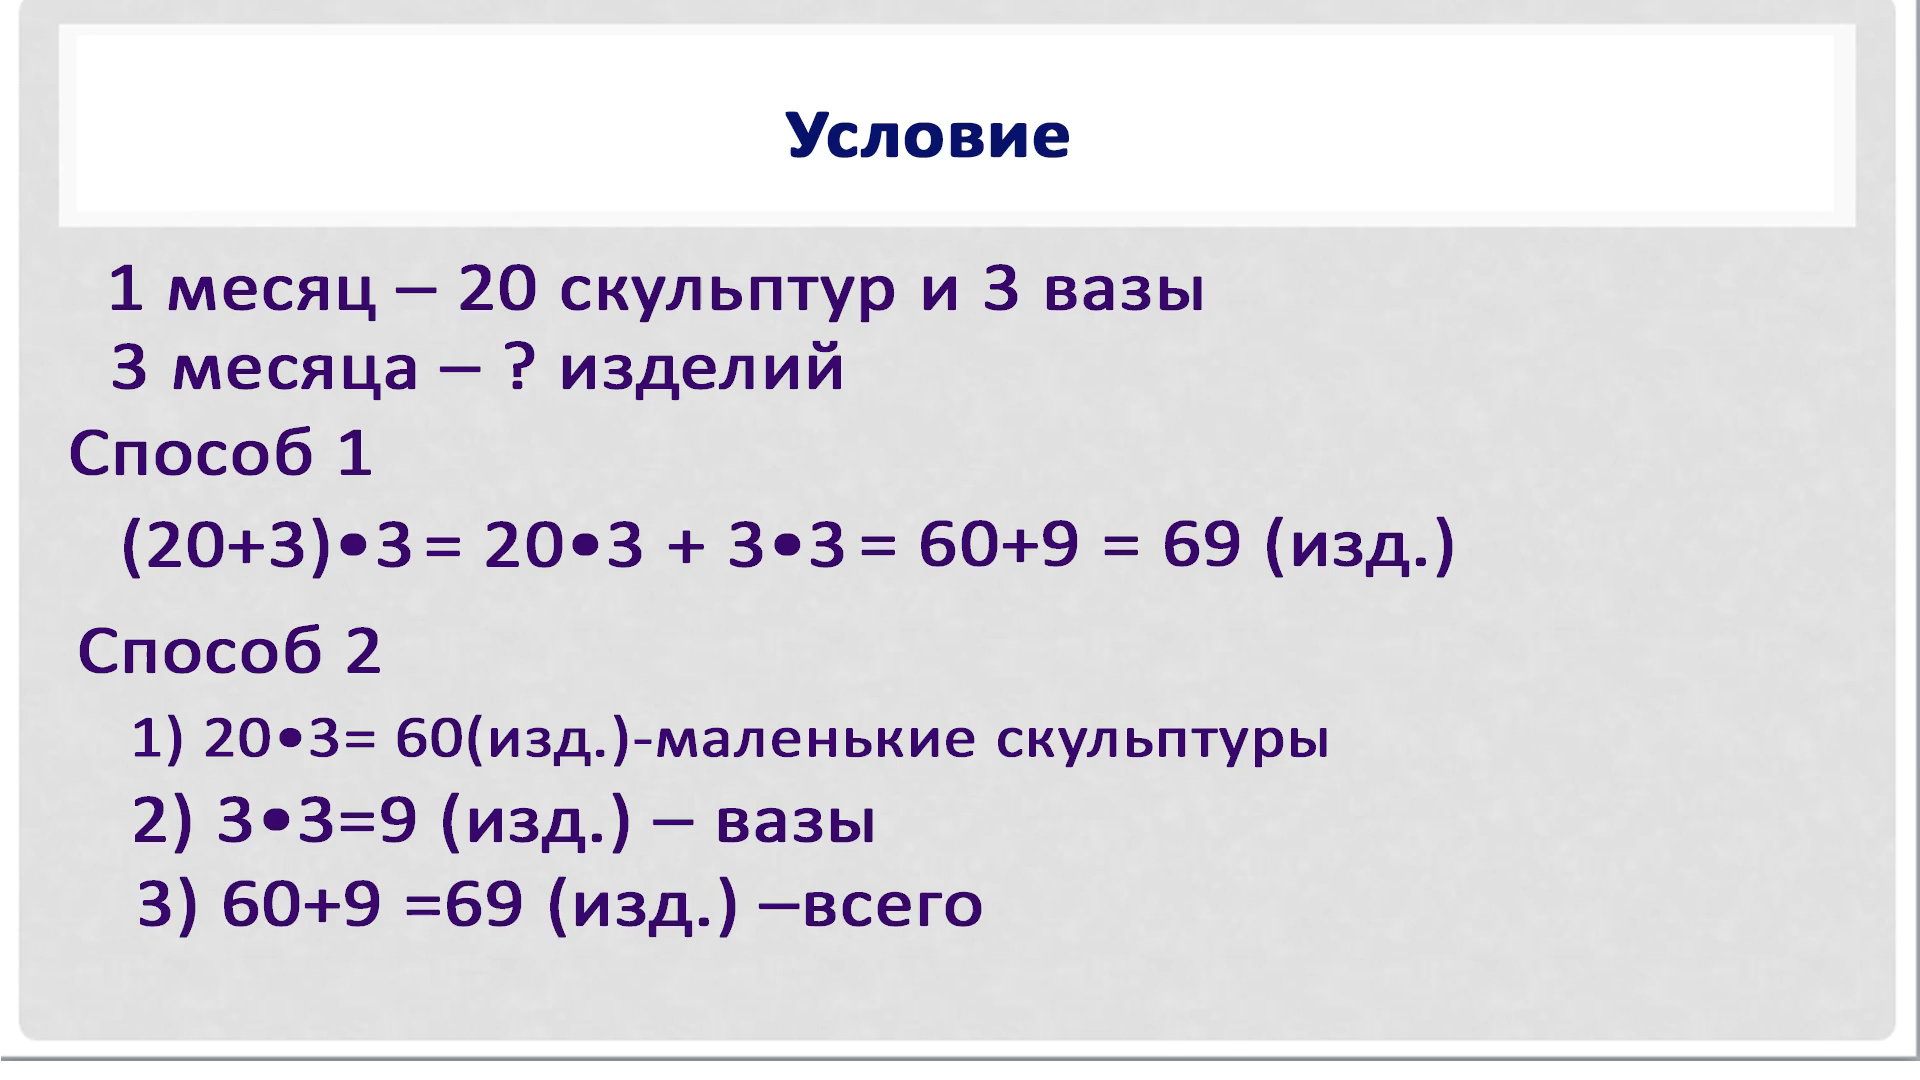 Условие
1 месяц – 20 скульптур и 3 вазы
3 месяца – ? изделий
Способ 1
(20+3)•3 = 20•3 + 3•3 = 60+9 = 69 (изд.)
Способ 2
1) 20•3= 60(изд.)-маленькие скульптуры
2) 3•3=9 (изд.) – вазы
3) 60+9 =69 (изд.) –всего